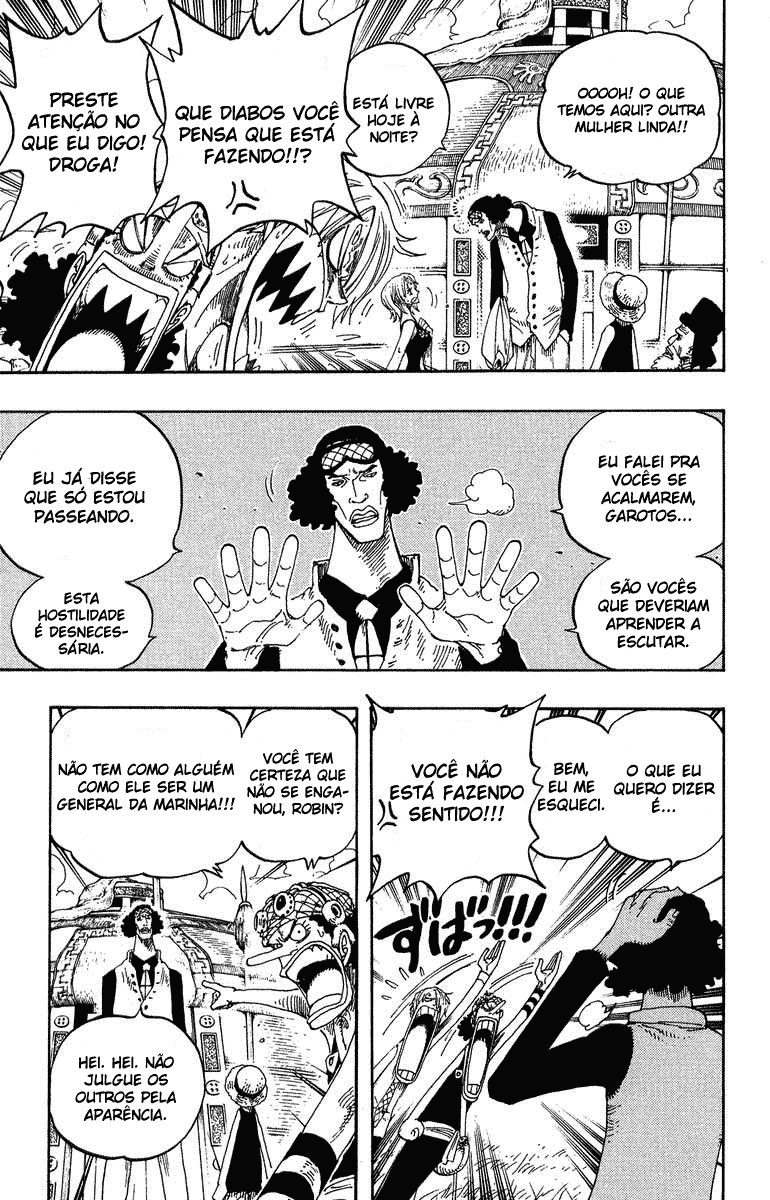 OOOOH! O QUE
TEMOS AQUI? OUTRA
MULHER LINDA!!
ESTÁ LIVRE
HOJE À
NOITE?
QUE DIABOS VOCÊ
PENSA QUE ESTÁ
FAZENDO!!?
PRESTE
ATENÇÃO NO
QUE EU DIGO!
DROGA!
EU FALEI PRA
VOCÊS SE
ACALMAREM,
GAROTOS...
SÃO VOCÊS
QUE DEVERIAM
APRENDER A
ESCUTAR.
EU JÁ DISSE
QUE SÓ ESTOU
PASSEANDO.
ESTA
HOSTILIDADE
É DESNECES-
SÁRIA.
O QUE EU
QUERO DIZER
É...
BEM,
EU ME
ESQUECI.
VOCÊ NÃO
ESTÁ FAZENDO
SENTIDO!!!
ずばっ!!!
VOCÊ TEM
CERTEZA QUE
NÃO SE ENGA-
NOU, ROBIN?
NÃO TEM COMO ALGUÉM
COMO ELE SER UM
GENERAL DA MARINHA!!!
HEI. HEI. NÃO
JULGUE OS
OUTROS PELA
APARÊNCIA.